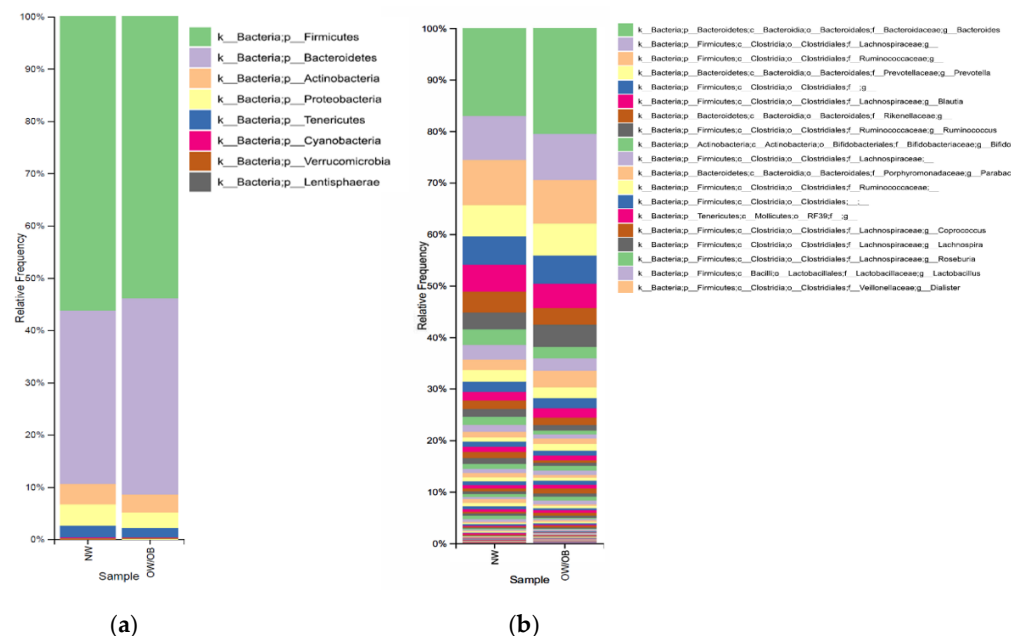 100%
90%
80%
70%
60%
50%
40%
30%
20%
10%
0%
Relative Frequency
NW
OW/OB
Sample
k__Bacteria;p__Firmicutes
k__Bacteria;p__Bacteroidetes
k__Bacteria;p__Actinobacteria
k__Bacteria;p__Proteobacteria
k__Bacteria;p__Tenericutes
k__Bacteria;p__Cyanobacteria
k__Bacteria;p__Verrucomicrobia
k__Bacteria;p__Lentisphaerae
(a)
100%
90%
80%
70%
60%
50%
40%
30%
20%
10%
0%
Relative Frequency
NW
OW/OB
Sample
k__Bacteria;p__Bacteroidetes;c__Bacteroidia;o__Bacteroidales;f__Bacteroidaceae;g__Bacteroides
k__Bacteria;p__Firmicutes;c__Clostridia;o__Clostridiales;f__Lachnospiraceae;g__
k__Bacteria;p__Firmicutes;c__Clostridia;o__Clostridiales;f__Ruminococcaceae;g__
k__Bacteria;p__Bacteroidetes;c__Bacteroidia;o__Bacteroidales;f__Prevotellaceae;g__Prevotella
k__Bacteria;p__Firmicutes;c__Clostridia;o__Clostridiales;f__;g__
k__Bacteria;p__Firmicutes;c__Clostridia;o__Clostridiales;f__Lachnospiraceae;g__Blautia
k__Bacteria;p__Bacteroidetes;c__Bacteroidia;o__Bacteroidales;f__Rikenellaceae;g__
k__Bacteria;p__Firmicutes;c__Clostridia;o__Clostridiales;f__Ruminococcaceae;g__Ruminococcus
k__Bacteria;p__Actinobacteria;c__Actinobacteria;o__Bifidobacteriales;f__Bifidobacteriaceae;g__Bifido
k__Bacteria;p__Firmicutes;c__Clostridia;o__Clostridiales;f__Lachnospiraceae;__
k__Bacteria;p__Bacteroidetes;c__Bacteroidia;o__Bacteroidales;f__Porphyromonadaceae;g__Parabac
k__Bacteria;p__Firmicutes;c__Clostridia;o__Clostridiales;f__Ruminococcaceae;__
k__Bacteria;p__Firmicutes;c__Clostridia;o__Clostridiales;__;__
k__Bacteria;p__Tenericutes;c__Mollicutes;o__RF39;f__;g__
k__Bacteria;p__Firmicutes;c__Clostridia;o__Clostridiales;f__Lachnospiraceae;g__Coprococcus
k__Bacteria;p__Firmicutes;c__Clostridia;o__Clostridiales;f__Lachnospiraceae;g__Lachnospira
k__Bacteria;p__Firmicutes;c__Clostridia;o__Clostridiales;f__Lachnospiraceae;g__Roseburia
k__Bacteria;p__Firmicutes;c__Bacilli;o__Lactobacillales;f__Lactobacillaceae;g__Lactobacillus
k__Bacteria;p__Firmicutes;c__Clostridia;o__Clostridiales;f__Veillonellaceae;g__Dialister
(b)